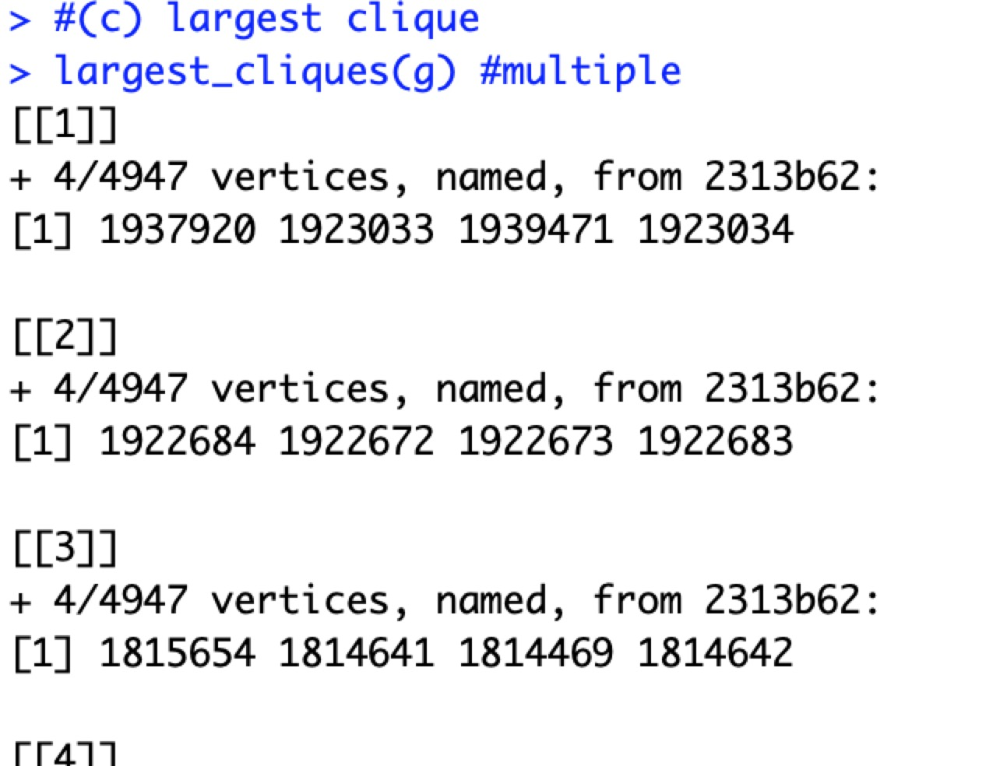 > #(c) largest clique
> largest_cliques(g) #multiple
[[1]]
+ 4/4947 vertices, named, from 2313b62:
[1] 1937920 1923033 1939471 1923034
[[2]]
+ 4/4947 vertices, named, from 2313b62:
[1] 1922684 1922672 1922673 1922683
[[3]]
+ 4/4947 vertices, named, from 2313b62:
[1] 1815654 1814641 1814469 1814642
[[4]]